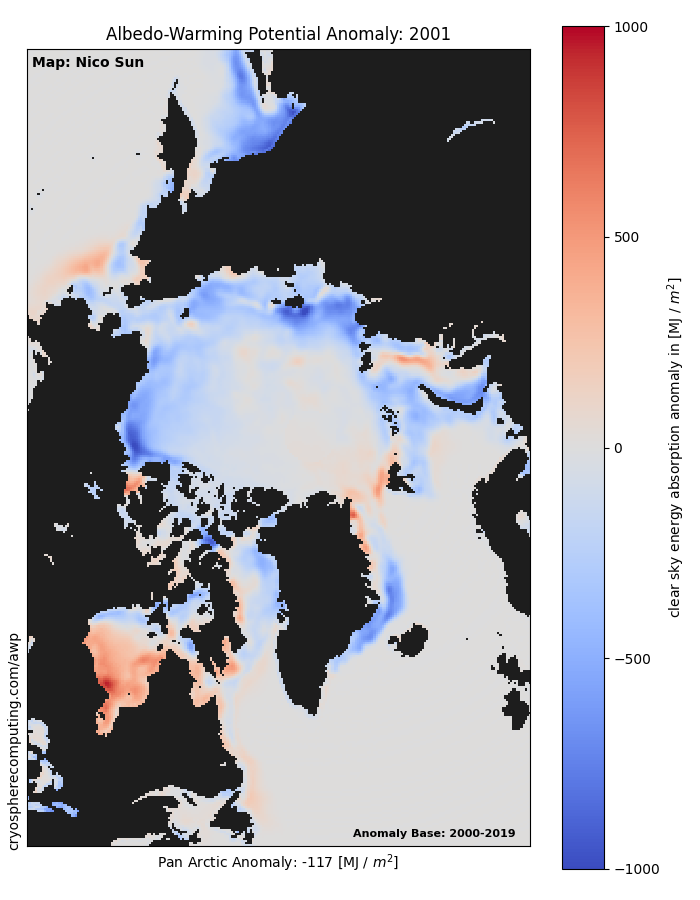 Albedo-Warming Potential Anomaly: 2001
Map: Nico Sun
1000
500
0
−500
−1000
clear sky energy absorption anomaly in [MJ / m²]
cryospherecomputing.com/awp
Anomaly Base: 2000-2019
Pan Arctic Anomaly: -117 [MJ / m²]